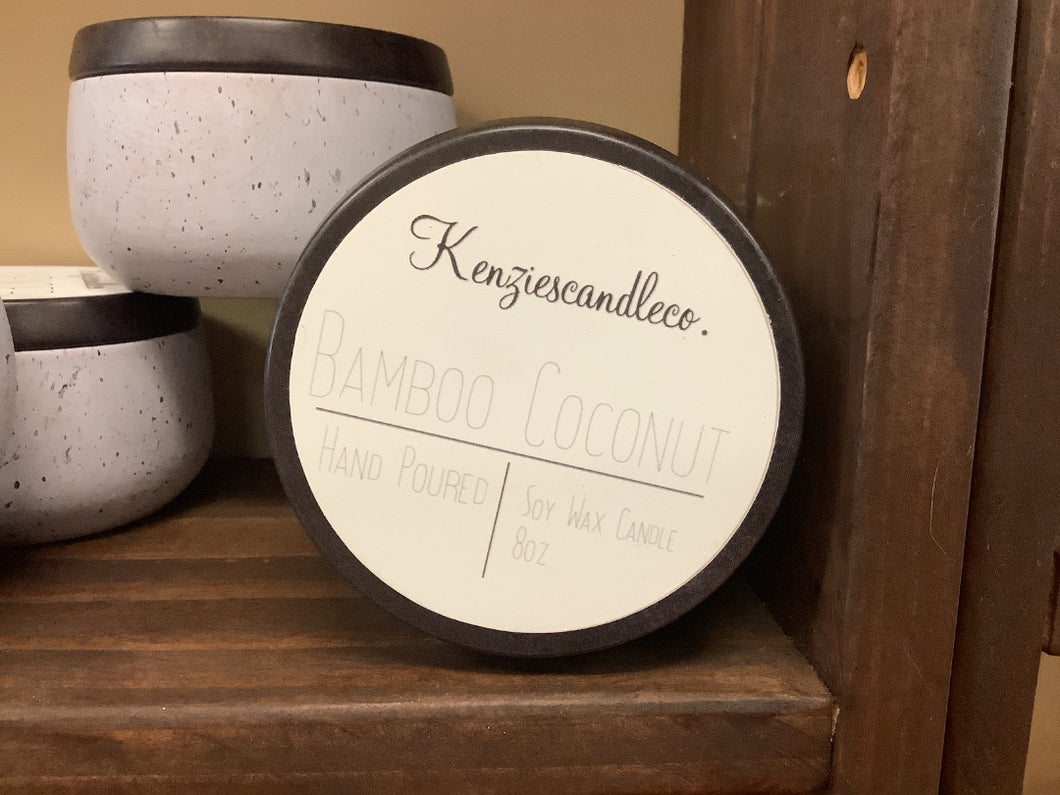 Kenziescandleco.
Bamboo Coconut
Hand Poured
Soy Wax Candle
8oz